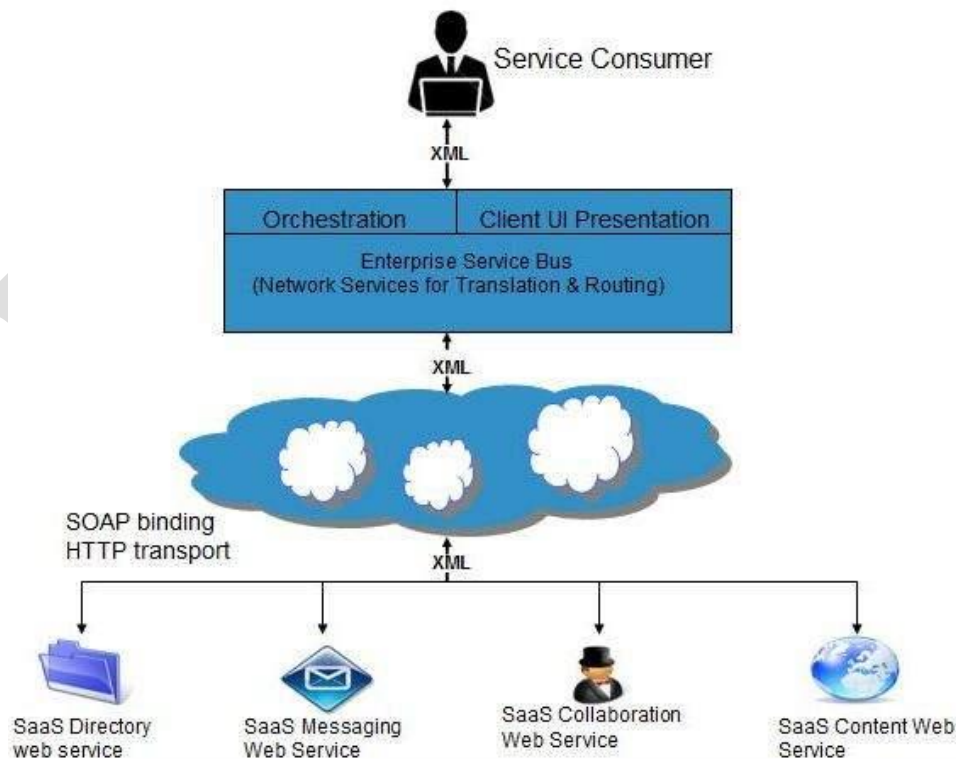 Service Consumer
XML
Orchestration
Client UI Presentation
Enterprise Service Bus
(Network Services for Translation & Routing)
XML
SOAP binding
HTTP transport
XML
SaaS Directory
web service
SaaS Messaging
Web Service
SaaS Collaboration
Web Service
SaaS Content Web
Service